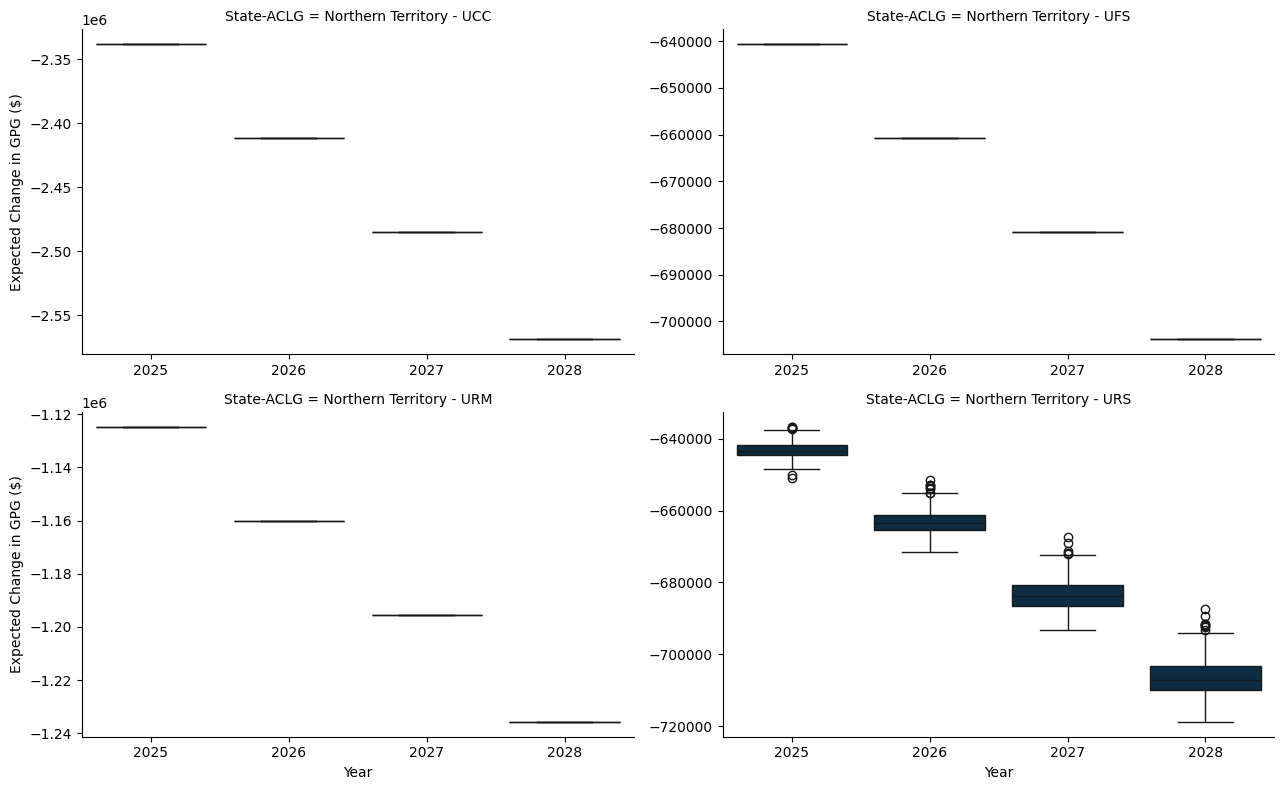 State-ACLG = Northern Territory - UCC
1e6
Expected Change in GPG ($)
−2.35
−2.40
−2.45
−2.50
−2.55
2025 2026 2027 2028
State-ACLG = Northern Territory - UFS
−640000
−650000
−660000
−670000
−680000
−690000
−700000
2025 2026 2027 2028
State-ACLG = Northern Territory - URM
1e6
Expected Change in GPG ($)
−1.12
−1.14
−1.16
−1.18
−1.20
−1.22
−1.24
2025 2026 2027 2028
Year
State-ACLG = Northern Territory - URS
−640000
−660000
−680000
−700000
−720000
2025 2026 2027 2028
Year